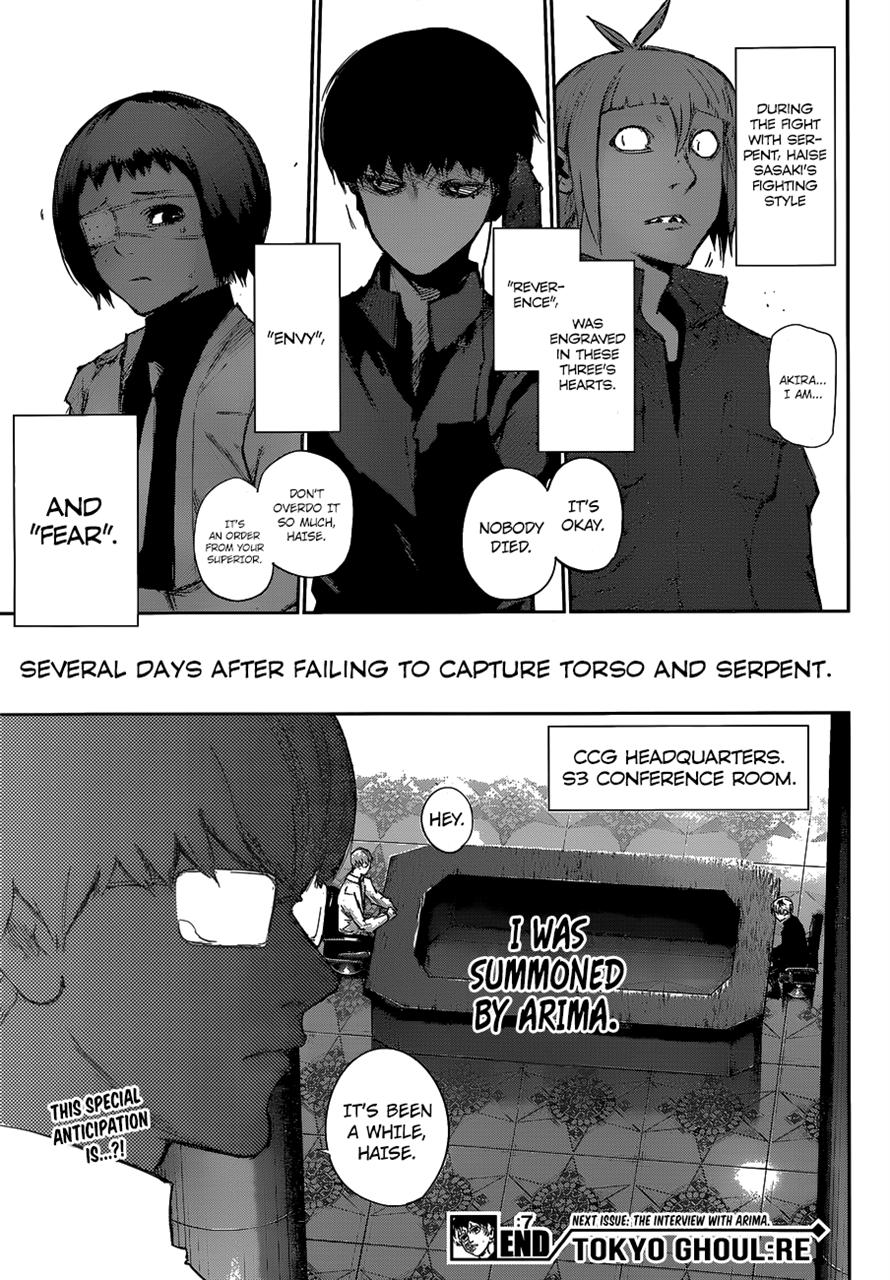 DURING
THE FIGHT
WITH SER-
PENT, HAISE
SASAKI'S
FIGHTING
STYLE
AKIRA...
I AM...
"REVER-
ENCE",
WAS
ENGRAVED
IN THESE
THREE'S
HEARTS.
IT'S
OKAY.
NOBODY
DIED.
"ENVY",
DON'T
OVERDO IT
SO MUCH,
HAISE.
IT'S
AN ORDER
FROM YOUR
SUPERIOR.
AND
"FEAR".
SEVERAL DAYS AFTER FAILING TO CAPTURE TORSO AND SERPENT.
CCG HEADQUARTERS.
S3 CONFERENCE ROOM.
HEY.
I WAS
SUMMONED
BY ARIMA.
IT'S BEEN
A WHILE,
HAISE.
THIS SPECIAL
ANTICIPATION
IS...?!
:7
END
NEXT ISSUE: THE INTERVIEW WITH ARIMA.
TOKYO GHOUL:RE